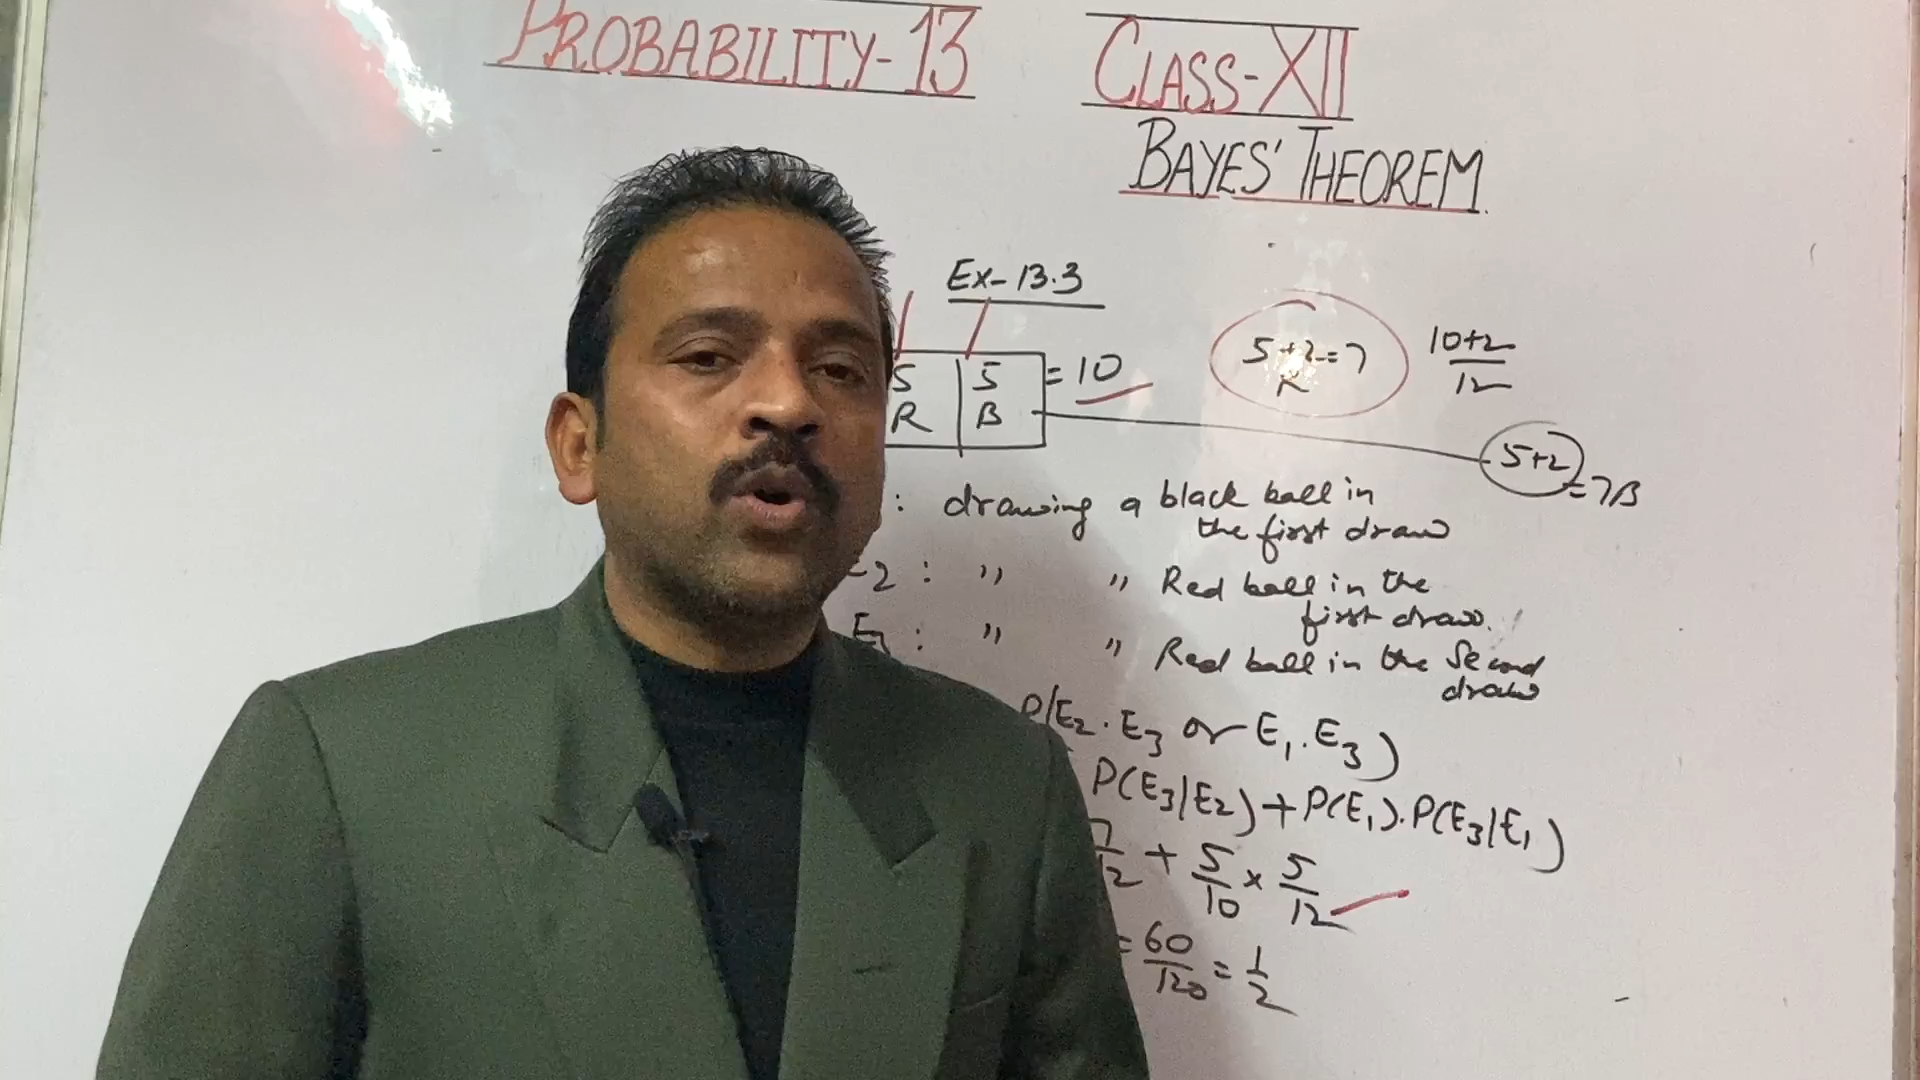 PROBABILITY-13 CLASS-XII
BAYES' THEOREM
Ex-13.3
5 R | 5 B = 10
5+2=7 R
10+2
12
5+2 = 7B
: drawing a black ball in
the first draw
E2 : " " Red ball in the
first draw.
: " " Red ball in the Second
draw
P(E2.E3 or E1.E3)
P(E3|E2)+P(E1).P(E3|E1)
7/12 + 5/10 × 5/12
= 60/120 = 1/2